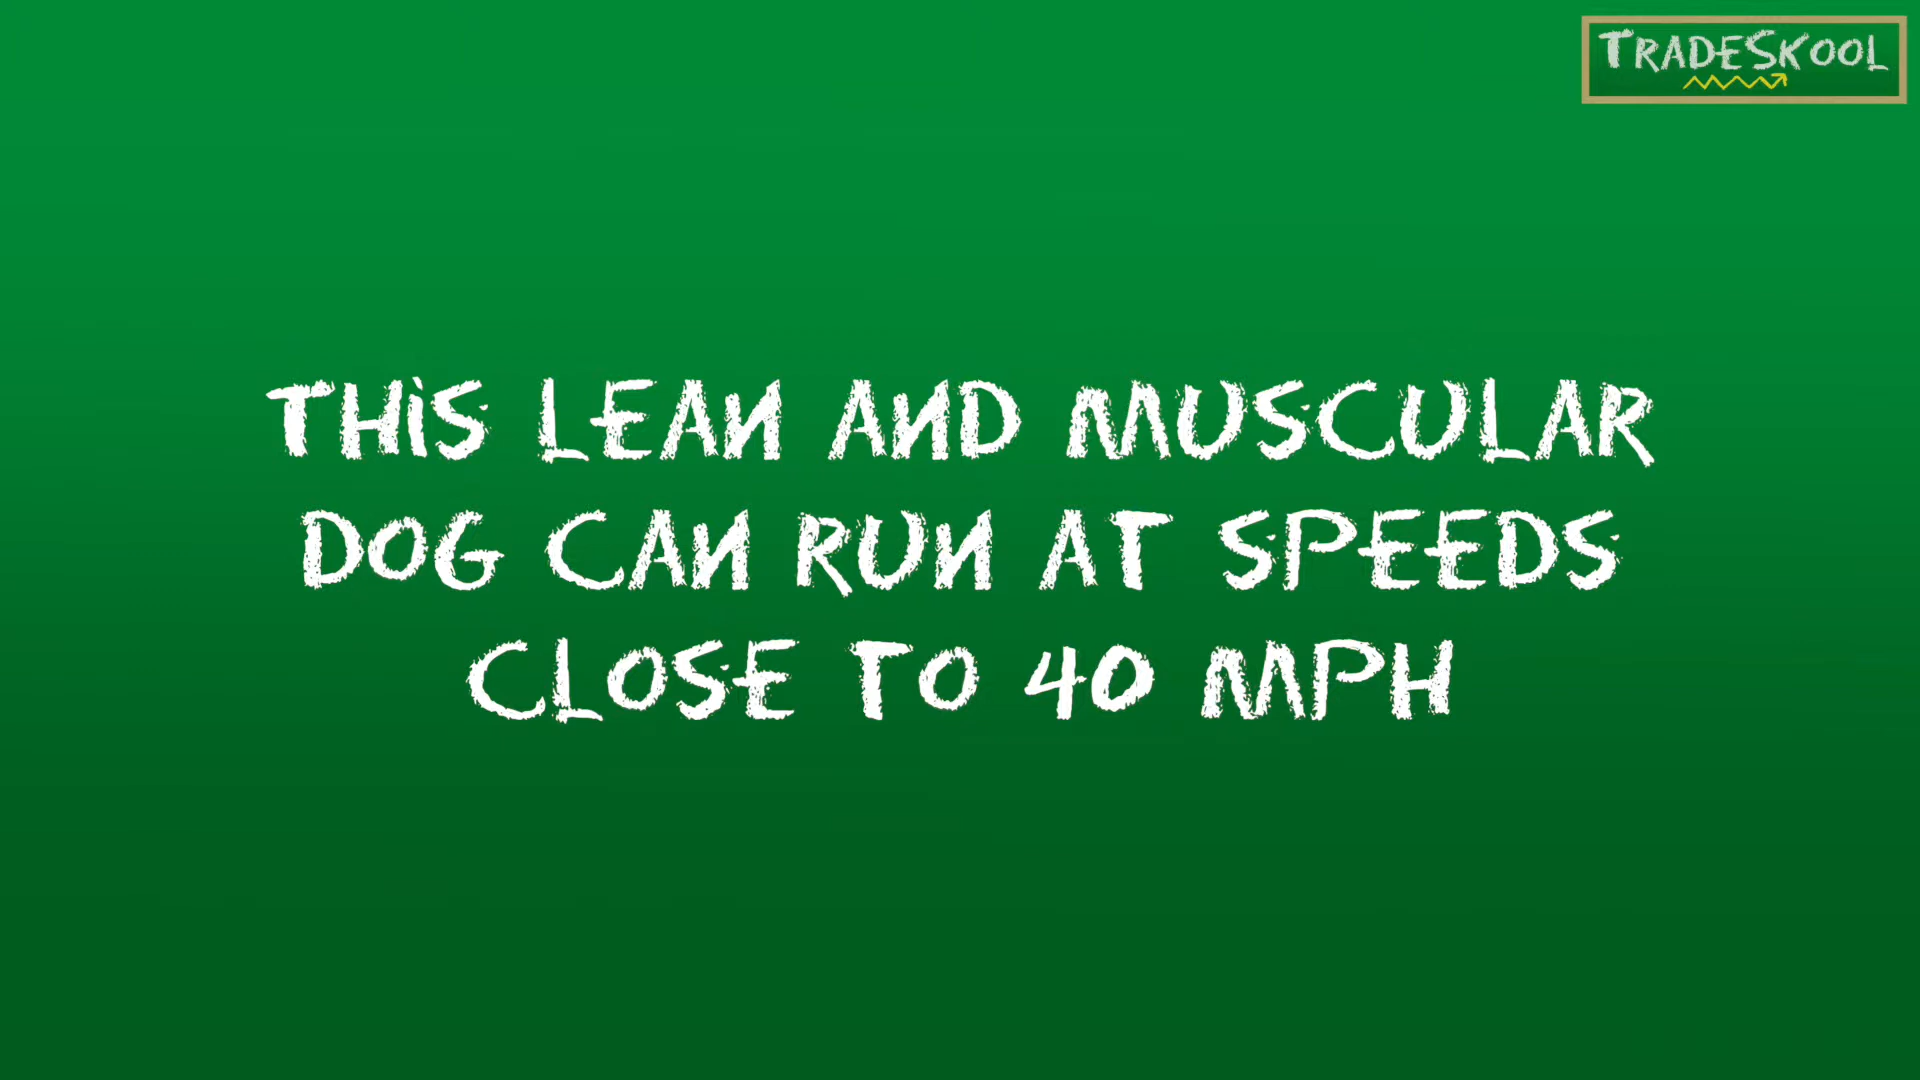 TRADESKOOL
THIS LEAN AND MUSCULAR
DOG CAN RUN AT SPEEDS
CLOSE TO 40 MPH